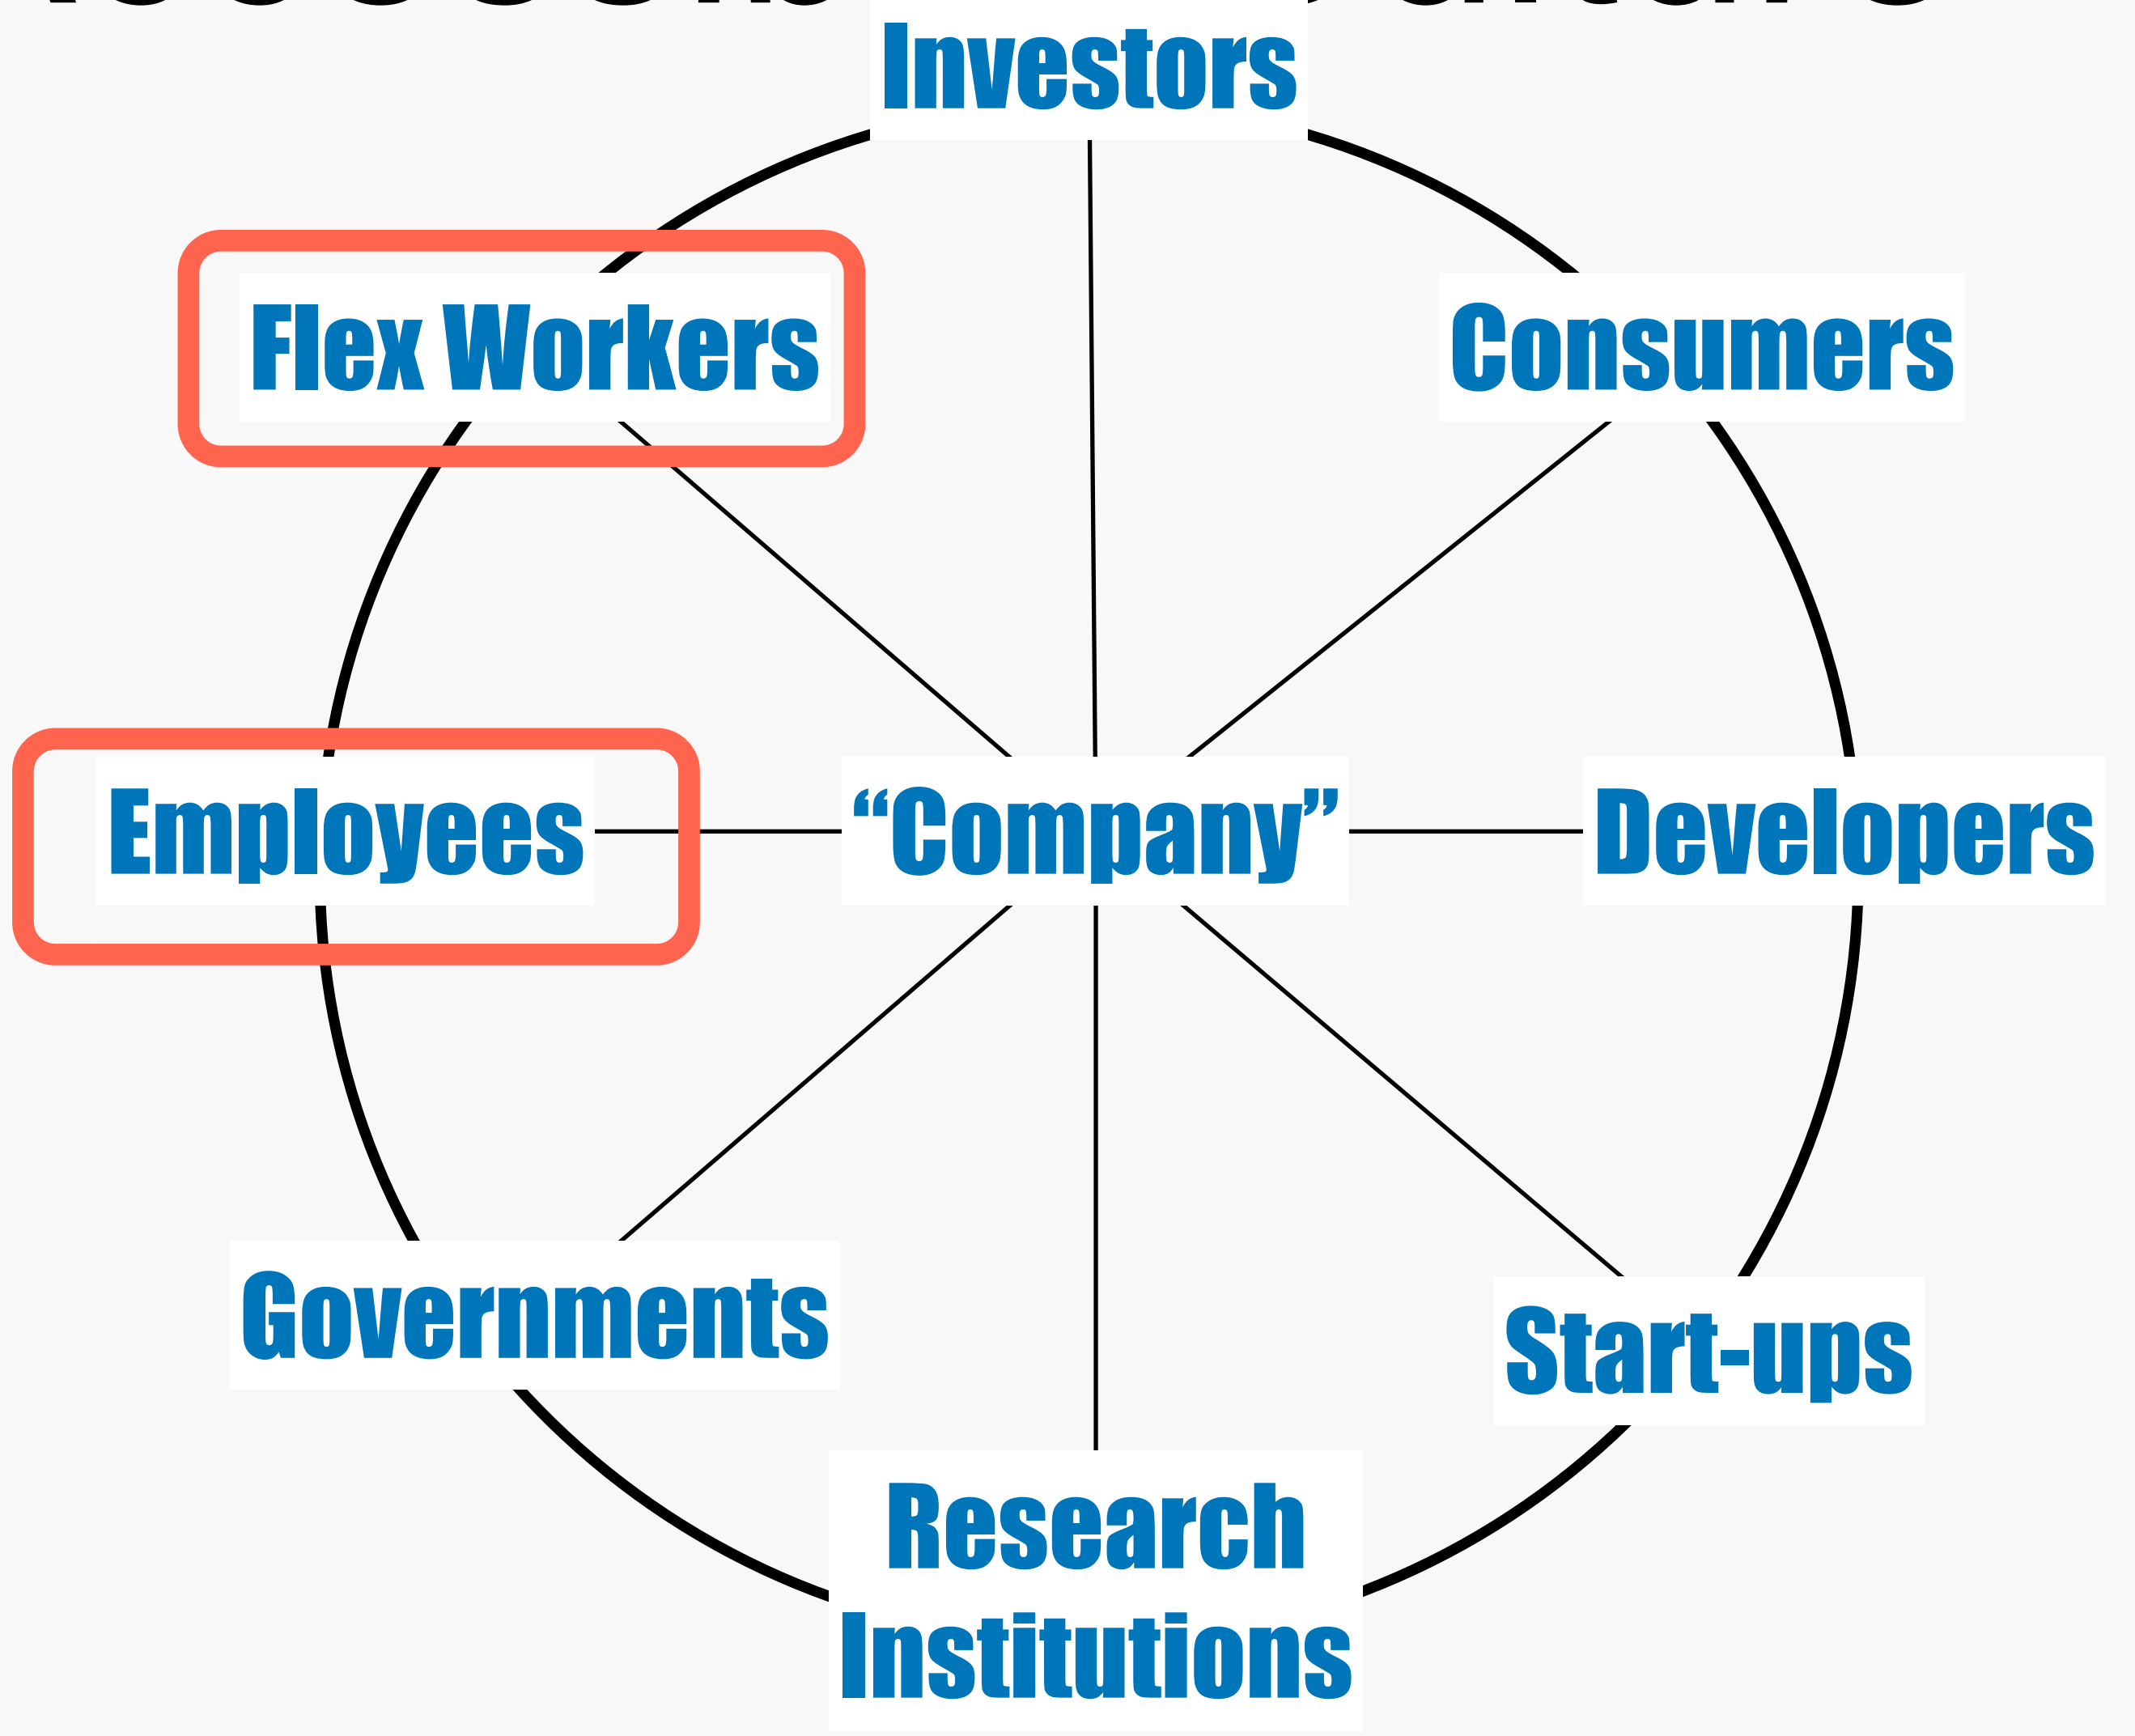 Investors
Flex Workers
Consumers
Employees
“Company”
Developers
Governments
Start-ups
Research
Institutions